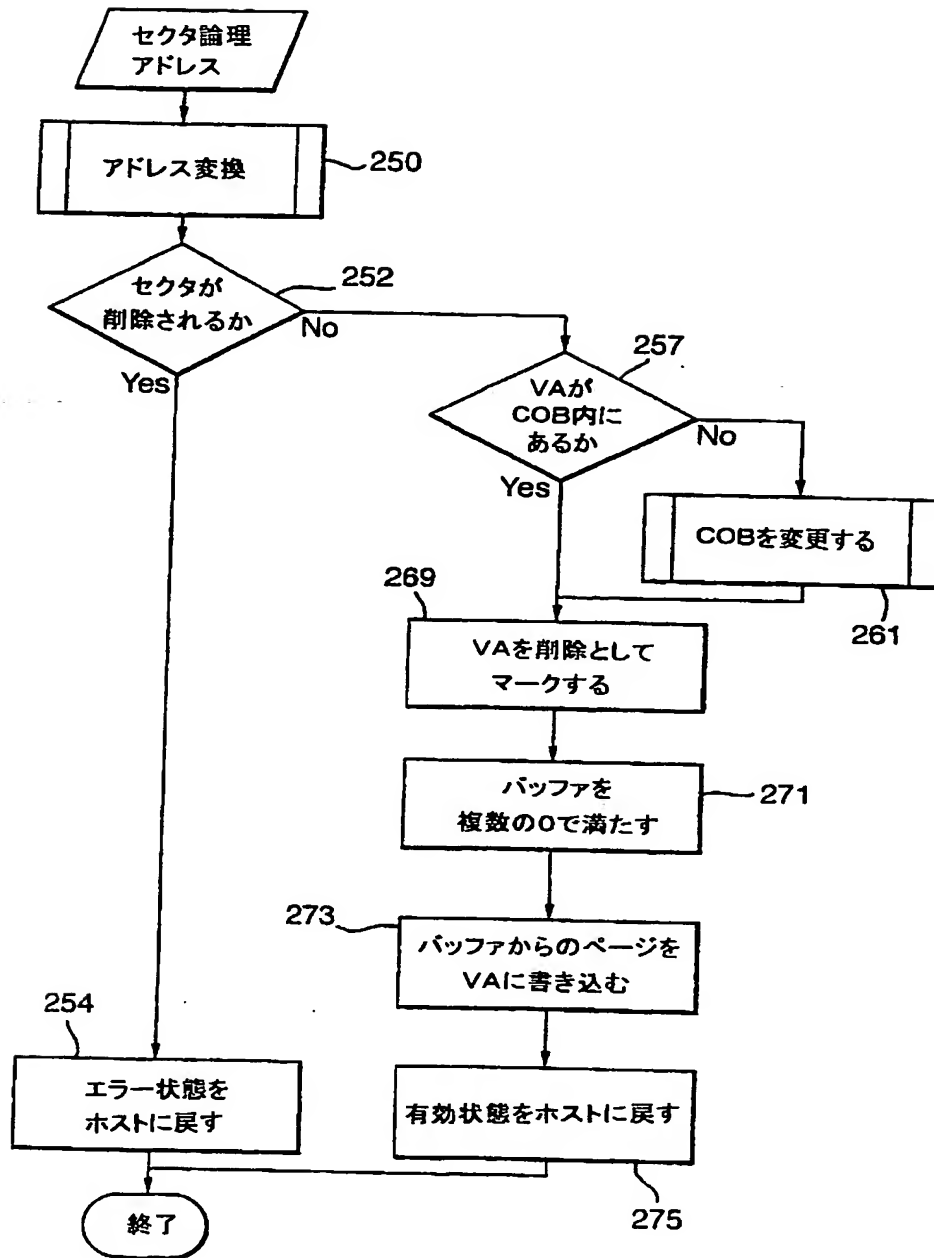 セクタ論理
アドレス
アドレス変換
250
セクタが
削除されるか
252
No
Yes
VAが
COB内に
あるか
257
No
Yes
COBを変更する
261
269
VAを削除として
マークする
バッファを
複数の0で満たす
271
273
バッファからのページを
VAに書き込む
254
エラー状態を
ホストに戻す
有効状態をホストに戻す
275
終了